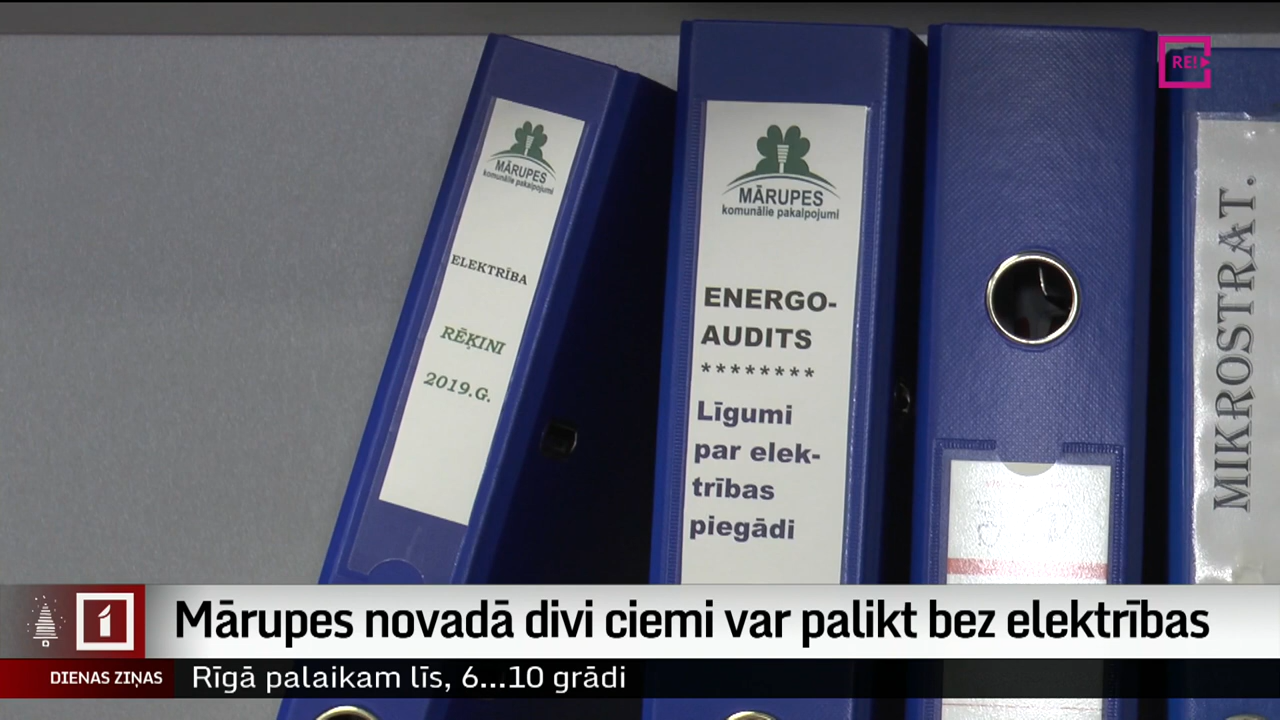 RE!
MĀRUPES
komunālie pakalpojumi
ELEKTRĪBA
RĒĶINI
2019.G.
MĀRUPES
komunālie pakalpojumi
ENERGO-
AUDITS
********
Līgumi
par elek-
trības
piegādi
MIKROSTRAT.
1
Mārupes novadā divi ciemi var palikt bez elektrības
DIENAS ZIŅAS
Rīgā palaikam līs, 6...10 grādi